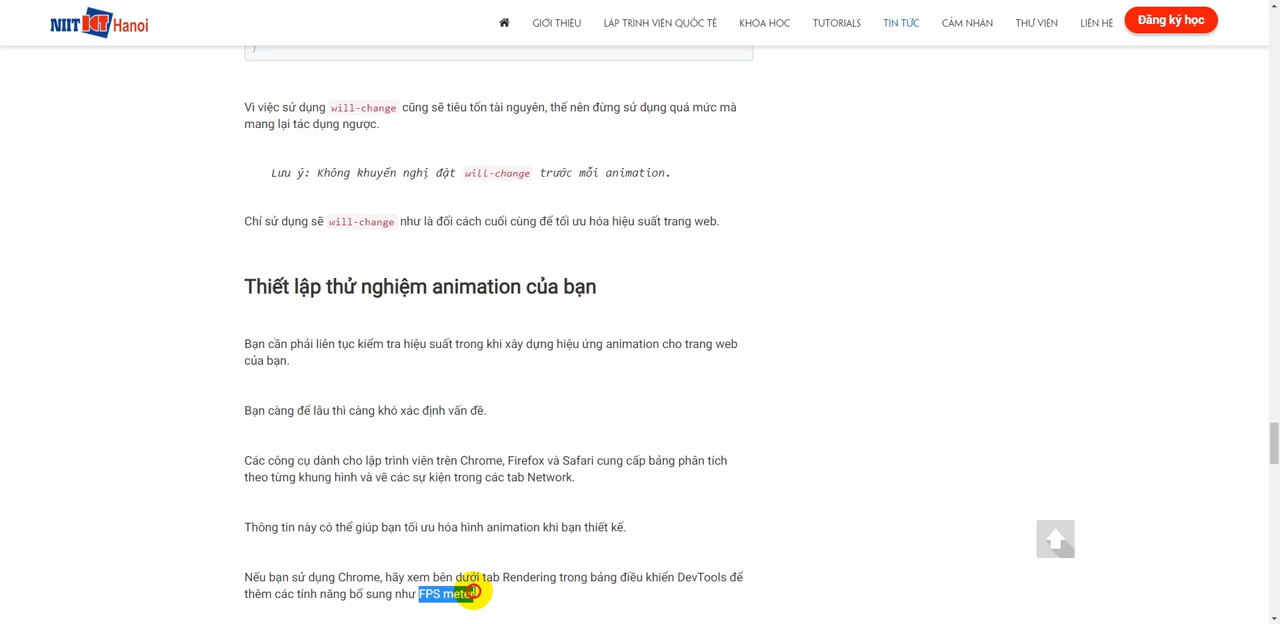 NIIT ICT Hanoi
GIỚI THIỆU
LẬP TRÌNH VIÊN QUỐC TẾ
KHÓA HỌC
TUTORIALS
TIN TỨC
CẢM NHẬN
THƯ VIỆN
LIÊN HỆ
Đăng ký học
}
Vì việc sử dụng will-change cũng sẽ tiêu tốn tài nguyên, thế nên đừng sử dụng quá mức mà
mang lại tác dụng ngược.
Lưu ý: Không khuyến nghị đặt will-change trước mỗi animation.
Chỉ sử dụng sẽ will-change như là đối cách cuối cùng để tối ưu hóa hiệu suất trang web.
Thiết lập thử nghiệm animation của bạn
Bạn cần phải liên tục kiểm tra hiệu suất trong khi xây dựng hiệu ứng animation cho trang web
của bạn.
Bạn càng để lâu thì càng khó xác định vấn đề.
Các công cụ dành cho lập trình viên trên Chrome, Firefox và Safari cung cấp bảng phân tích
theo từng khung hình và vẽ các sự kiện trong các tab Network.
Thông tin này có thể giúp bạn tối ưu hóa hình animation khi bạn thiết kế.
Nếu bạn sử dụng Chrome, hãy xem bên dưới tab Rendering trong bảng điều khiển DevTools để
thêm các tính năng bổ sung như FPS meter